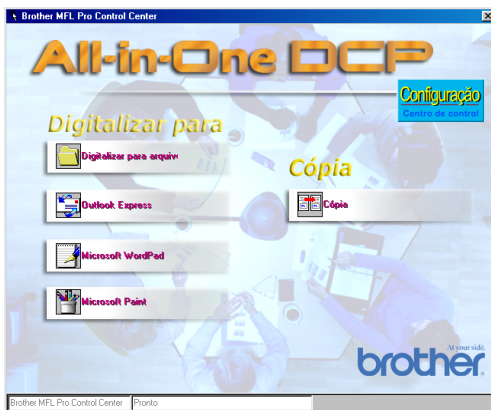 Brother MFL Pro Control Center
All-in-One DCP
Configuração
Centro de control
Digitalizar para
Digitalizar para arquiv
Outlook Express
Microsoft WordPad
Microsoft Paint
Cópia
Cópia
At your side.
brother
Brother MFL Pro Control Center
Pronto